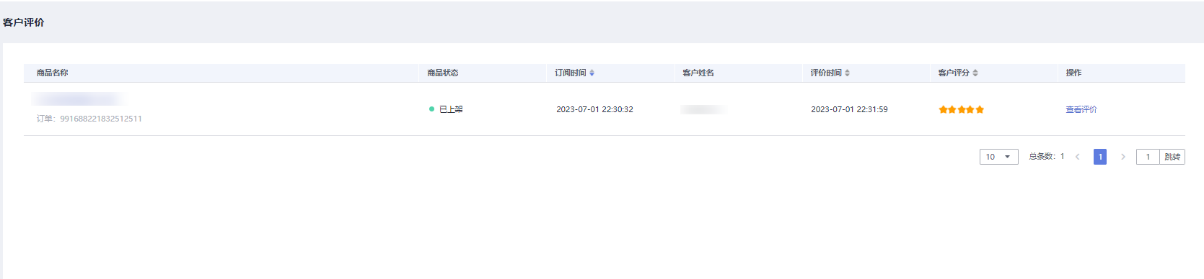 客户评价
商品名称 商品状态 订阅时间 客户姓名 评价时间 客户评分 操作
已上架 2023-07-01 22:30:32 2023-07-01 22:31:59 查看评价
订单：991688221832512511
10 总条数：1 < 1 > 1 跳转